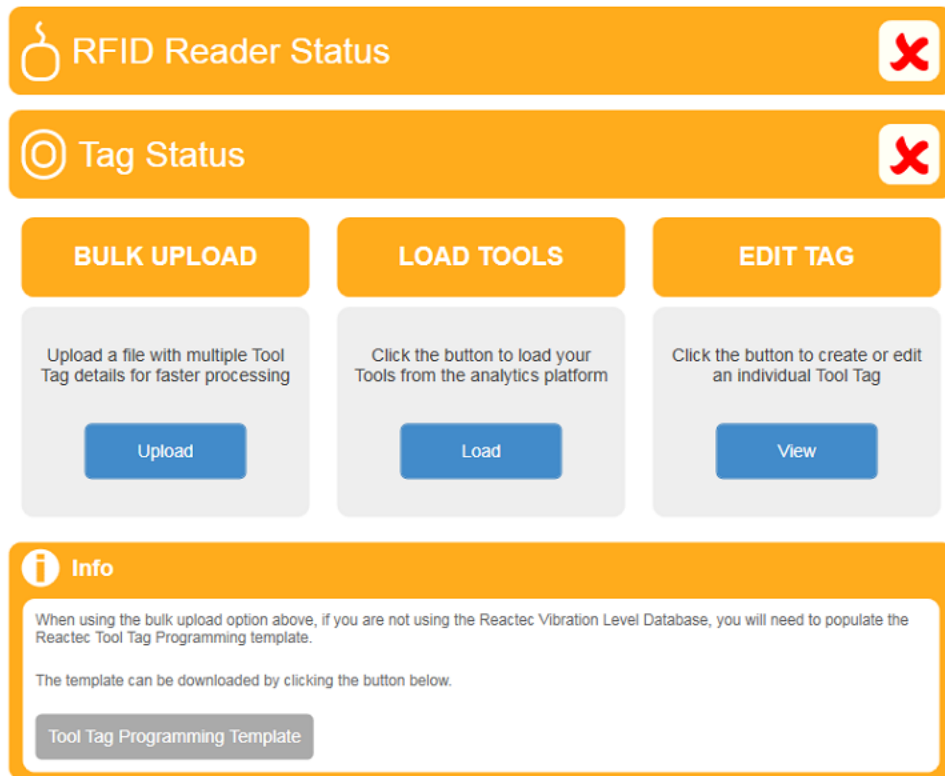 RFID Reader Status
Tag Status
BULK UPLOAD
Upload a file with multiple Tool
Tag details for faster processing
Upload
LOAD TOOLS
Click the button to load your
Tools from the analytics platform
Load
EDIT TAG
Click the button to create or edit
an individual Tool Tag
View
Info
When using the bulk upload option above, if you are not using the Reactec Vibration Level Database, you will need to populate the
Reactec Tool Tag Programming template.
The template can be downloaded by clicking the button below.
Tool Tag Programming Template